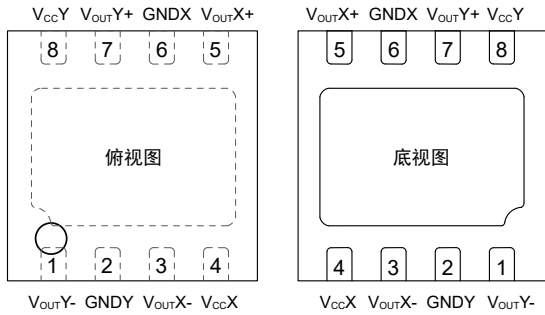 VCCY VOUTY+ GNDX VOUTX+
8 7 6 5
俯视图
1 2 3 4
VOUTY- GNDY VOUTX- VCCX
VOUTX+ GNDX VOUTY+ VCCY
5 6 7 8
底视图
4 3 2 1
VCCX VOUTX- GNDY VOUTY-